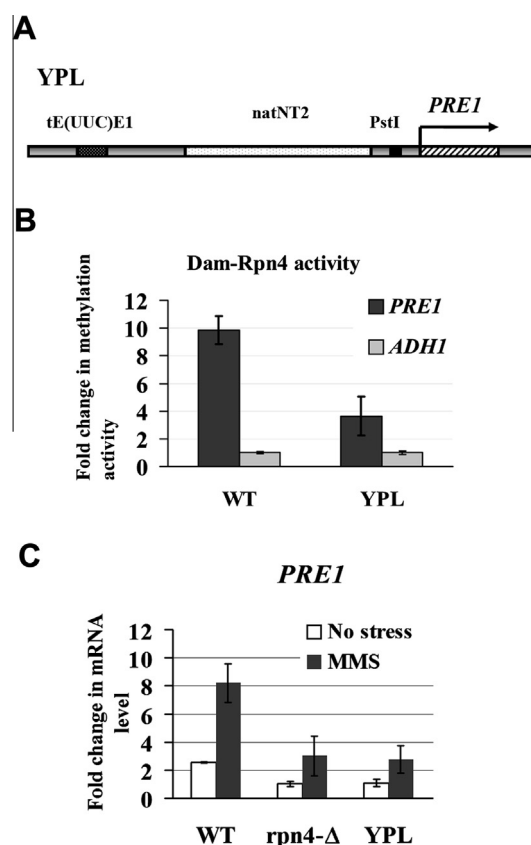 A
YPL
PRE1
tE(UUC)E1
natNT2
PstI
B
Dam-Rpn4 activity
Fold change in methylation
activity
12
10
8
6
4
2
0
PRE1
ADH1
WT
YPL
C
PRE1
Fold change in mRNA
level
12
10
8
6
4
2
0
No stress
MMS
WT
rpn4-Δ
YPL